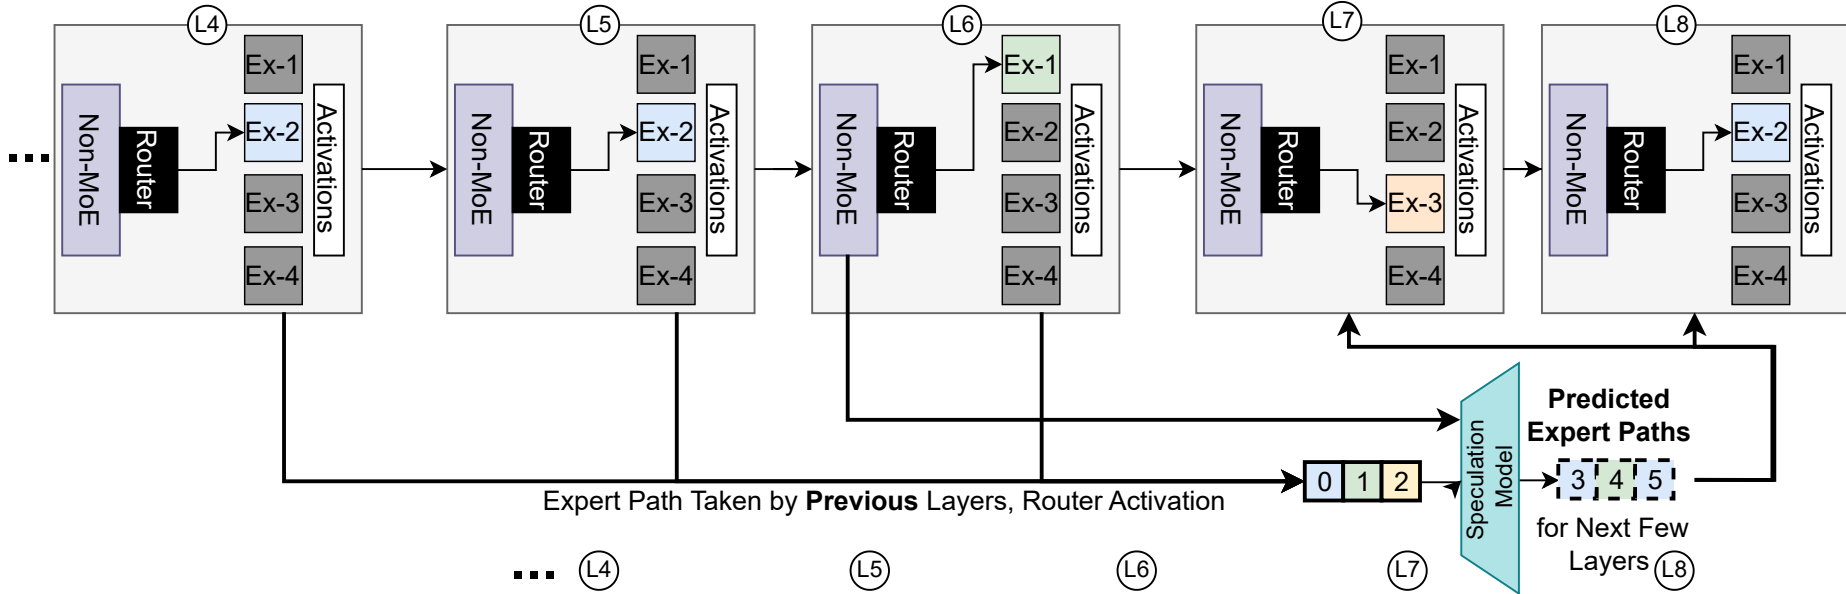 L4
L5
L6
L7
L8
Non-MoE
Router
Ex-1
Ex-2
Ex-3
Ex-4
Activations
Non-MoE
Router
Ex-1
Ex-2
Ex-3
Ex-4
Activations
Non-MoE
Router
Ex-1
Ex-2
Ex-3
Ex-4
Activations
Non-MoE
Router
Ex-1
Ex-2
Ex-3
Ex-4
Activations
Non-MoE
Router
Ex-1
Ex-2
Ex-3
Ex-4
Activations
Expert Path Taken by Previous Layers, Router Activation
0 1 2
Speculation
Model
Predicted
Expert Paths
3 4 5
for Next Few
Layers
L4
L5
L6
L7
L8